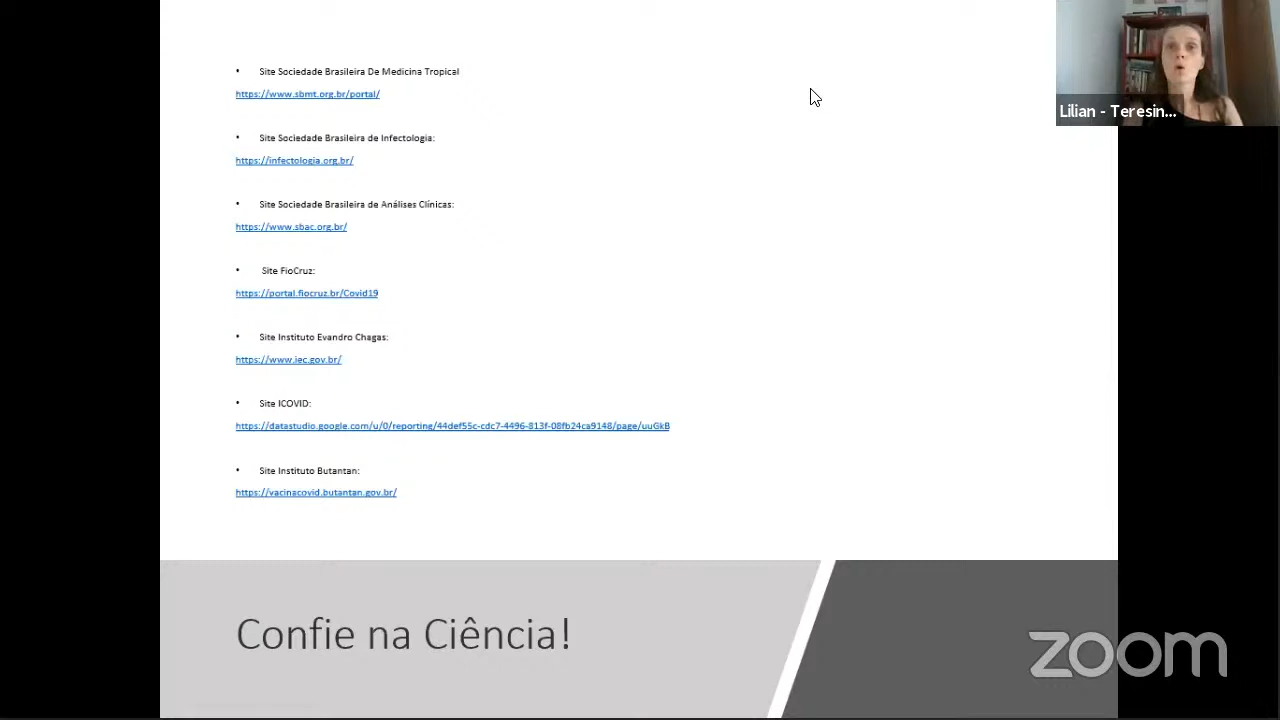 • Site Sociedade Brasileira De Medicina Tropical
https://www.sbmt.org.br/portal/
• Site Sociedade Brasileira de Infectologia:
https://infectologia.org.br/
• Site Sociedade Brasileira de Análises Clínicas:
https://www.sbac.org.br/
• Site FioCruz:
https://portal.fiocruz.br/Covid19
• Site Instituto Evandro Chagas:
https://www.iec.gov.br/
• Site ICOVID:
https://datastudio.google.com/u/0/reporting/44def55c-cdc7-4496-813f-08fb24ca9148/page/uuGkB
• Site Instituto Butantan:
https://vacinacovid.butantan.gov.br/
Confie na Ciência!
Lilian - Teresin...
zoom